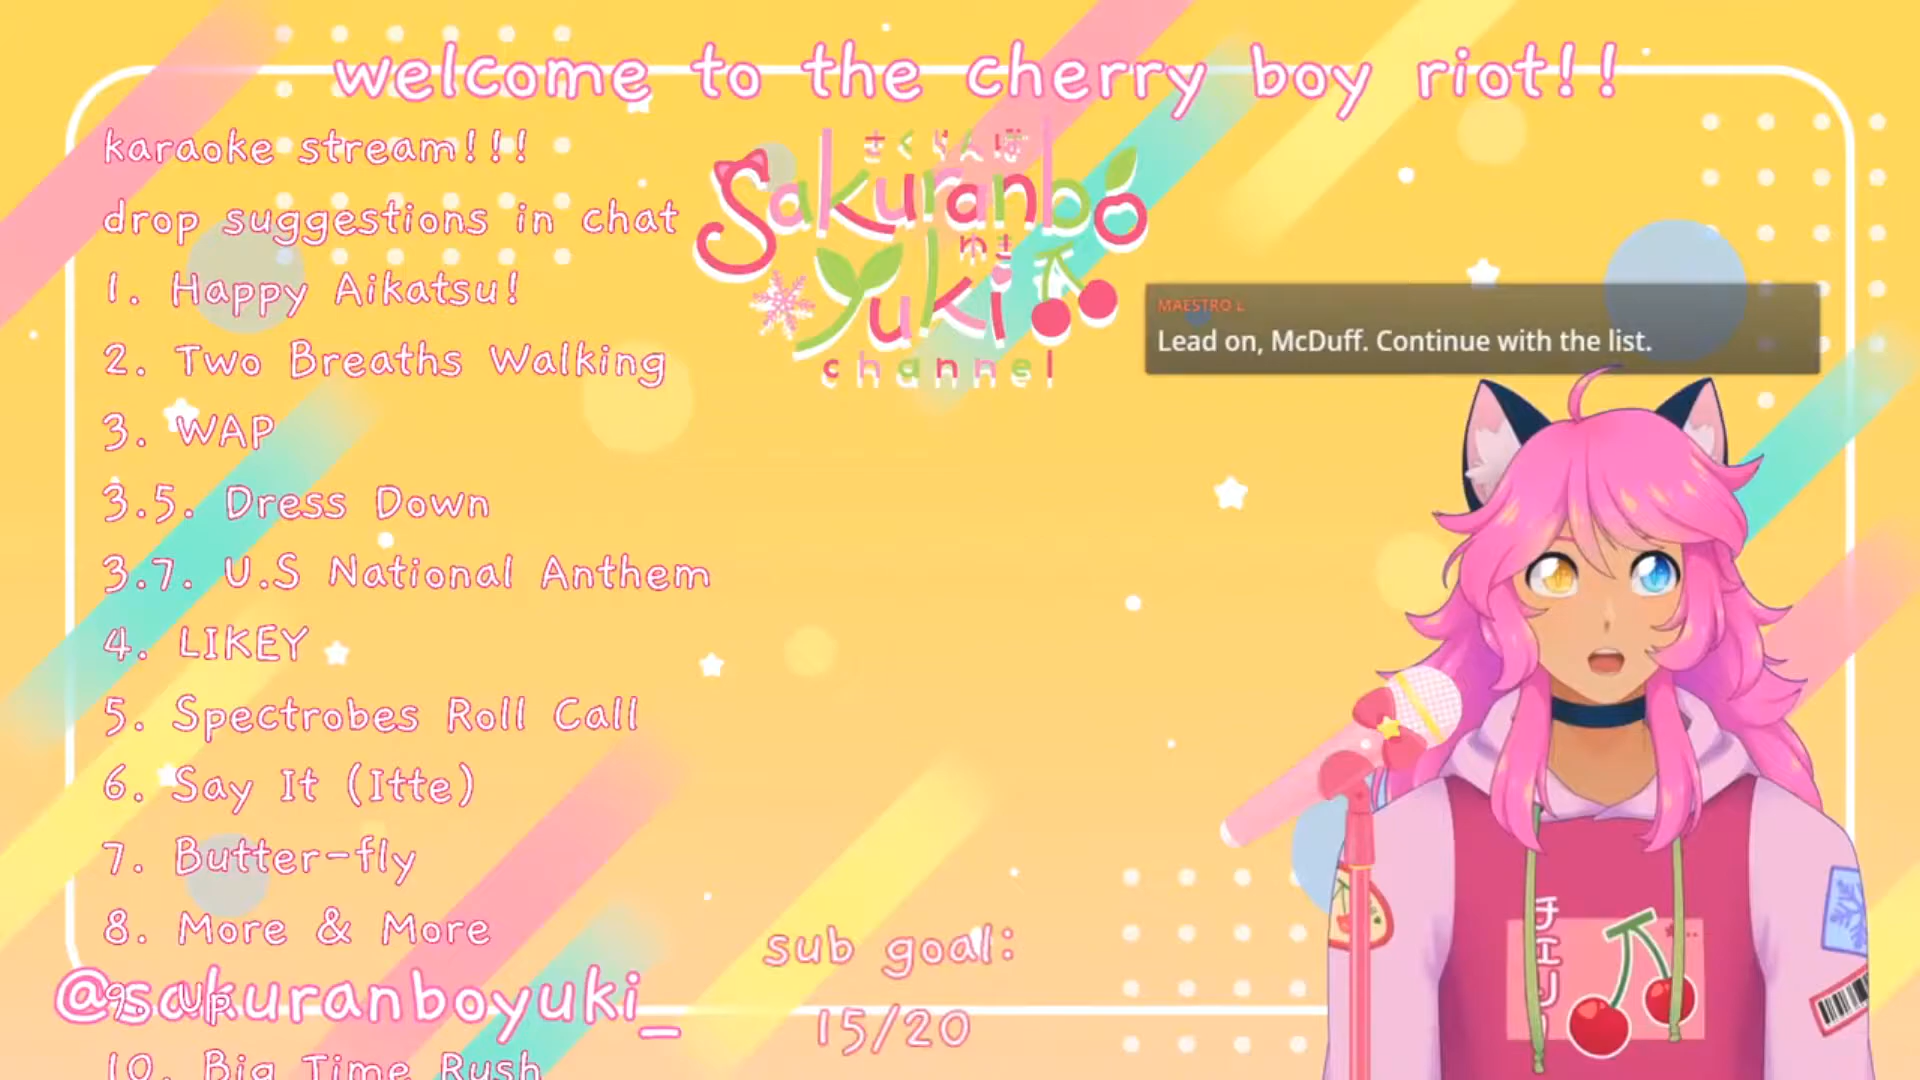 welcome to the cherry boy riot!!
karaoke stream!!!
drop suggestions in chat
1. Happy Aikatsu!
2. Two Breaths Walking
3. WAP
3.5. Dress Down
3.7. U.S National Anthem
4. LIKEY
5. Spectrobes Roll Call
6. Say It (Itte)
7. Butter-fly
8. More & More
9. Up
10. Big Time Rush
@sakuranboyuki_
さくらんぼ
Sakuranbo
ゆき
Yuki
channel
MAESTRO L
Lead on, McDuff. Continue with the list.
sub goal:
15/20
チェリー